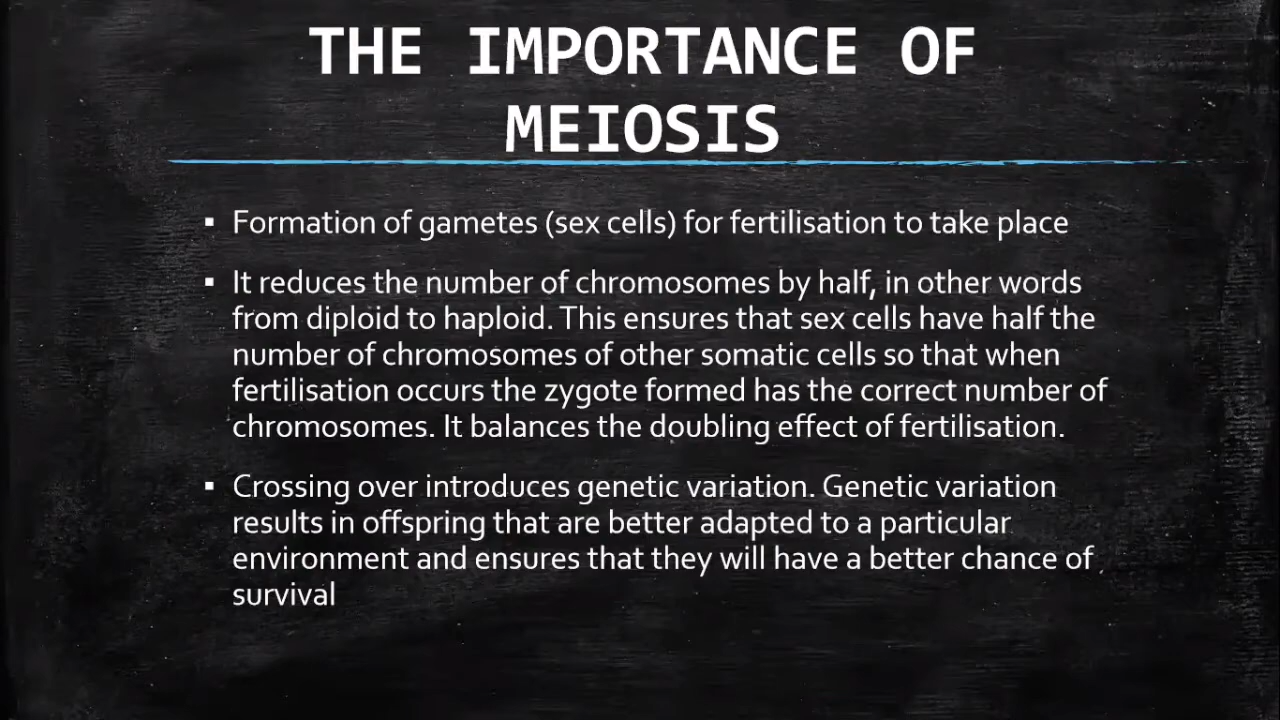 THE IMPORTANCE OF
MEIOSIS
▪ Formation of gametes (sex cells) for fertilisation to take place
▪ It reduces the number of chromosomes by half, in other words
from diploid to haploid. This ensures that sex cells have half the
number of chromosomes of other somatic cells so that when
fertilisation occurs the zygote formed has the correct number of
chromosomes. It balances the doubling effect of fertilisation.
▪ Crossing over introduces genetic variation. Genetic variation
results in offspring that are better adapted to a particular
environment and ensures that they will have a better chance of
survival